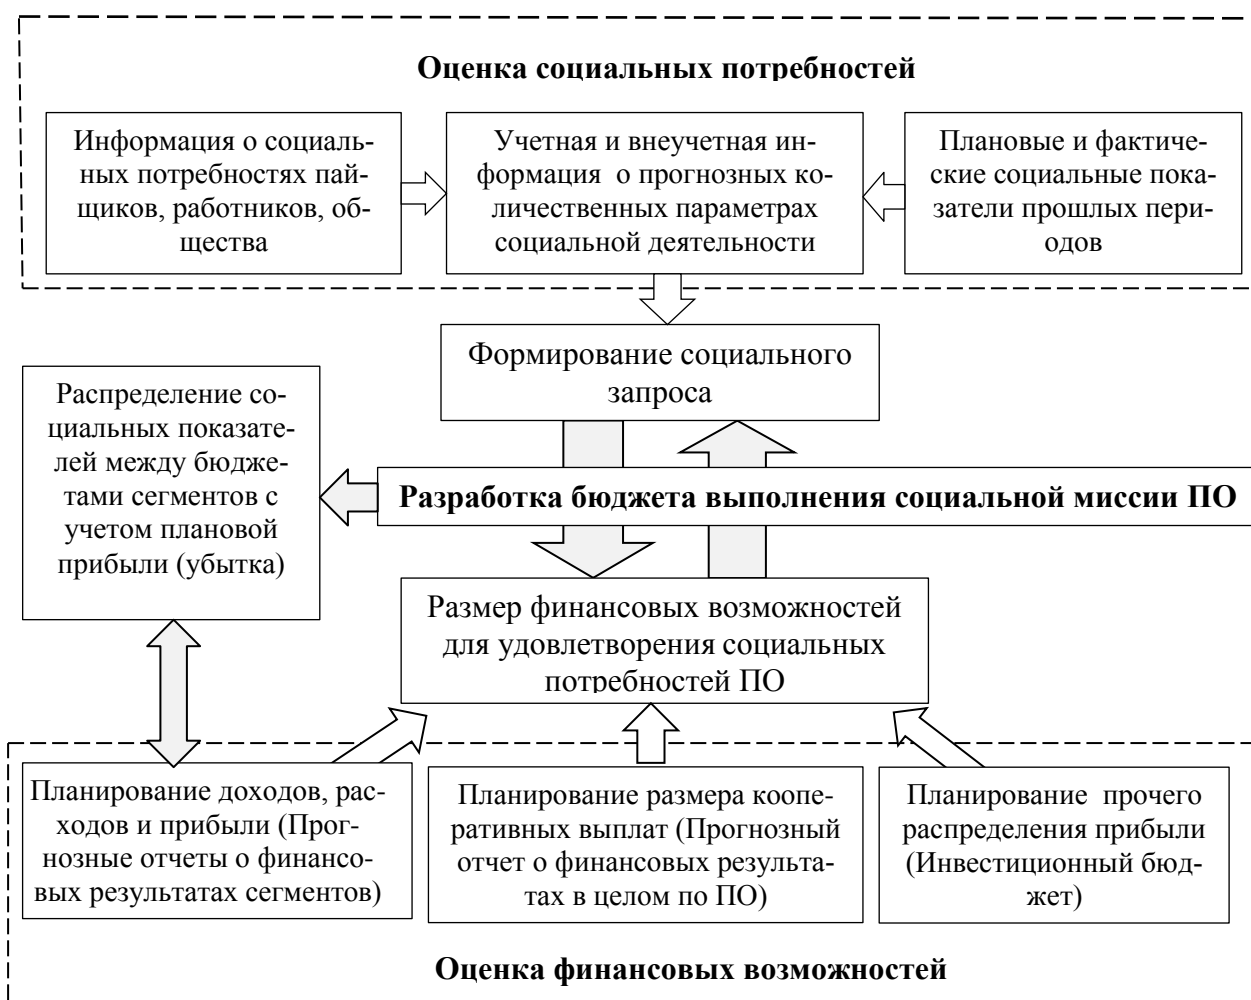 Оценка социальных потребностей
Информация о социаль-
ных потребностях пай-
щиков, работников, об-
щества
Учетная и внеучетная ин-
формация о прогнозных ко-
личественных параметрах
социальной деятельности
Плановые и фактиче-
ские социальные пока-
затели прошлых пери-
одов
Формирование социального
запроса
Распределение со-
циальных показате-
лей между бюдже-
тами сегментов с
учетом плановой
прибыли (убытка)
Разработка бюджета выполнения социальной миссии ПО
Размер финансовых возможностей
для удовлетворения социальных
потребностей ПО
Планирование доходов, рас-
ходов и прибыли (Прог-
нозные отчеты о финансо-
вых результатах сегментов)
Планирование размера коопе-
ративных выплат (Прогнозный
отчет о финансовых результа-
тах в целом по ПО)
Планирование прочего
распределения прибыли
(Инвестиционный бюд-
жет)
Оценка финансовых возможностей